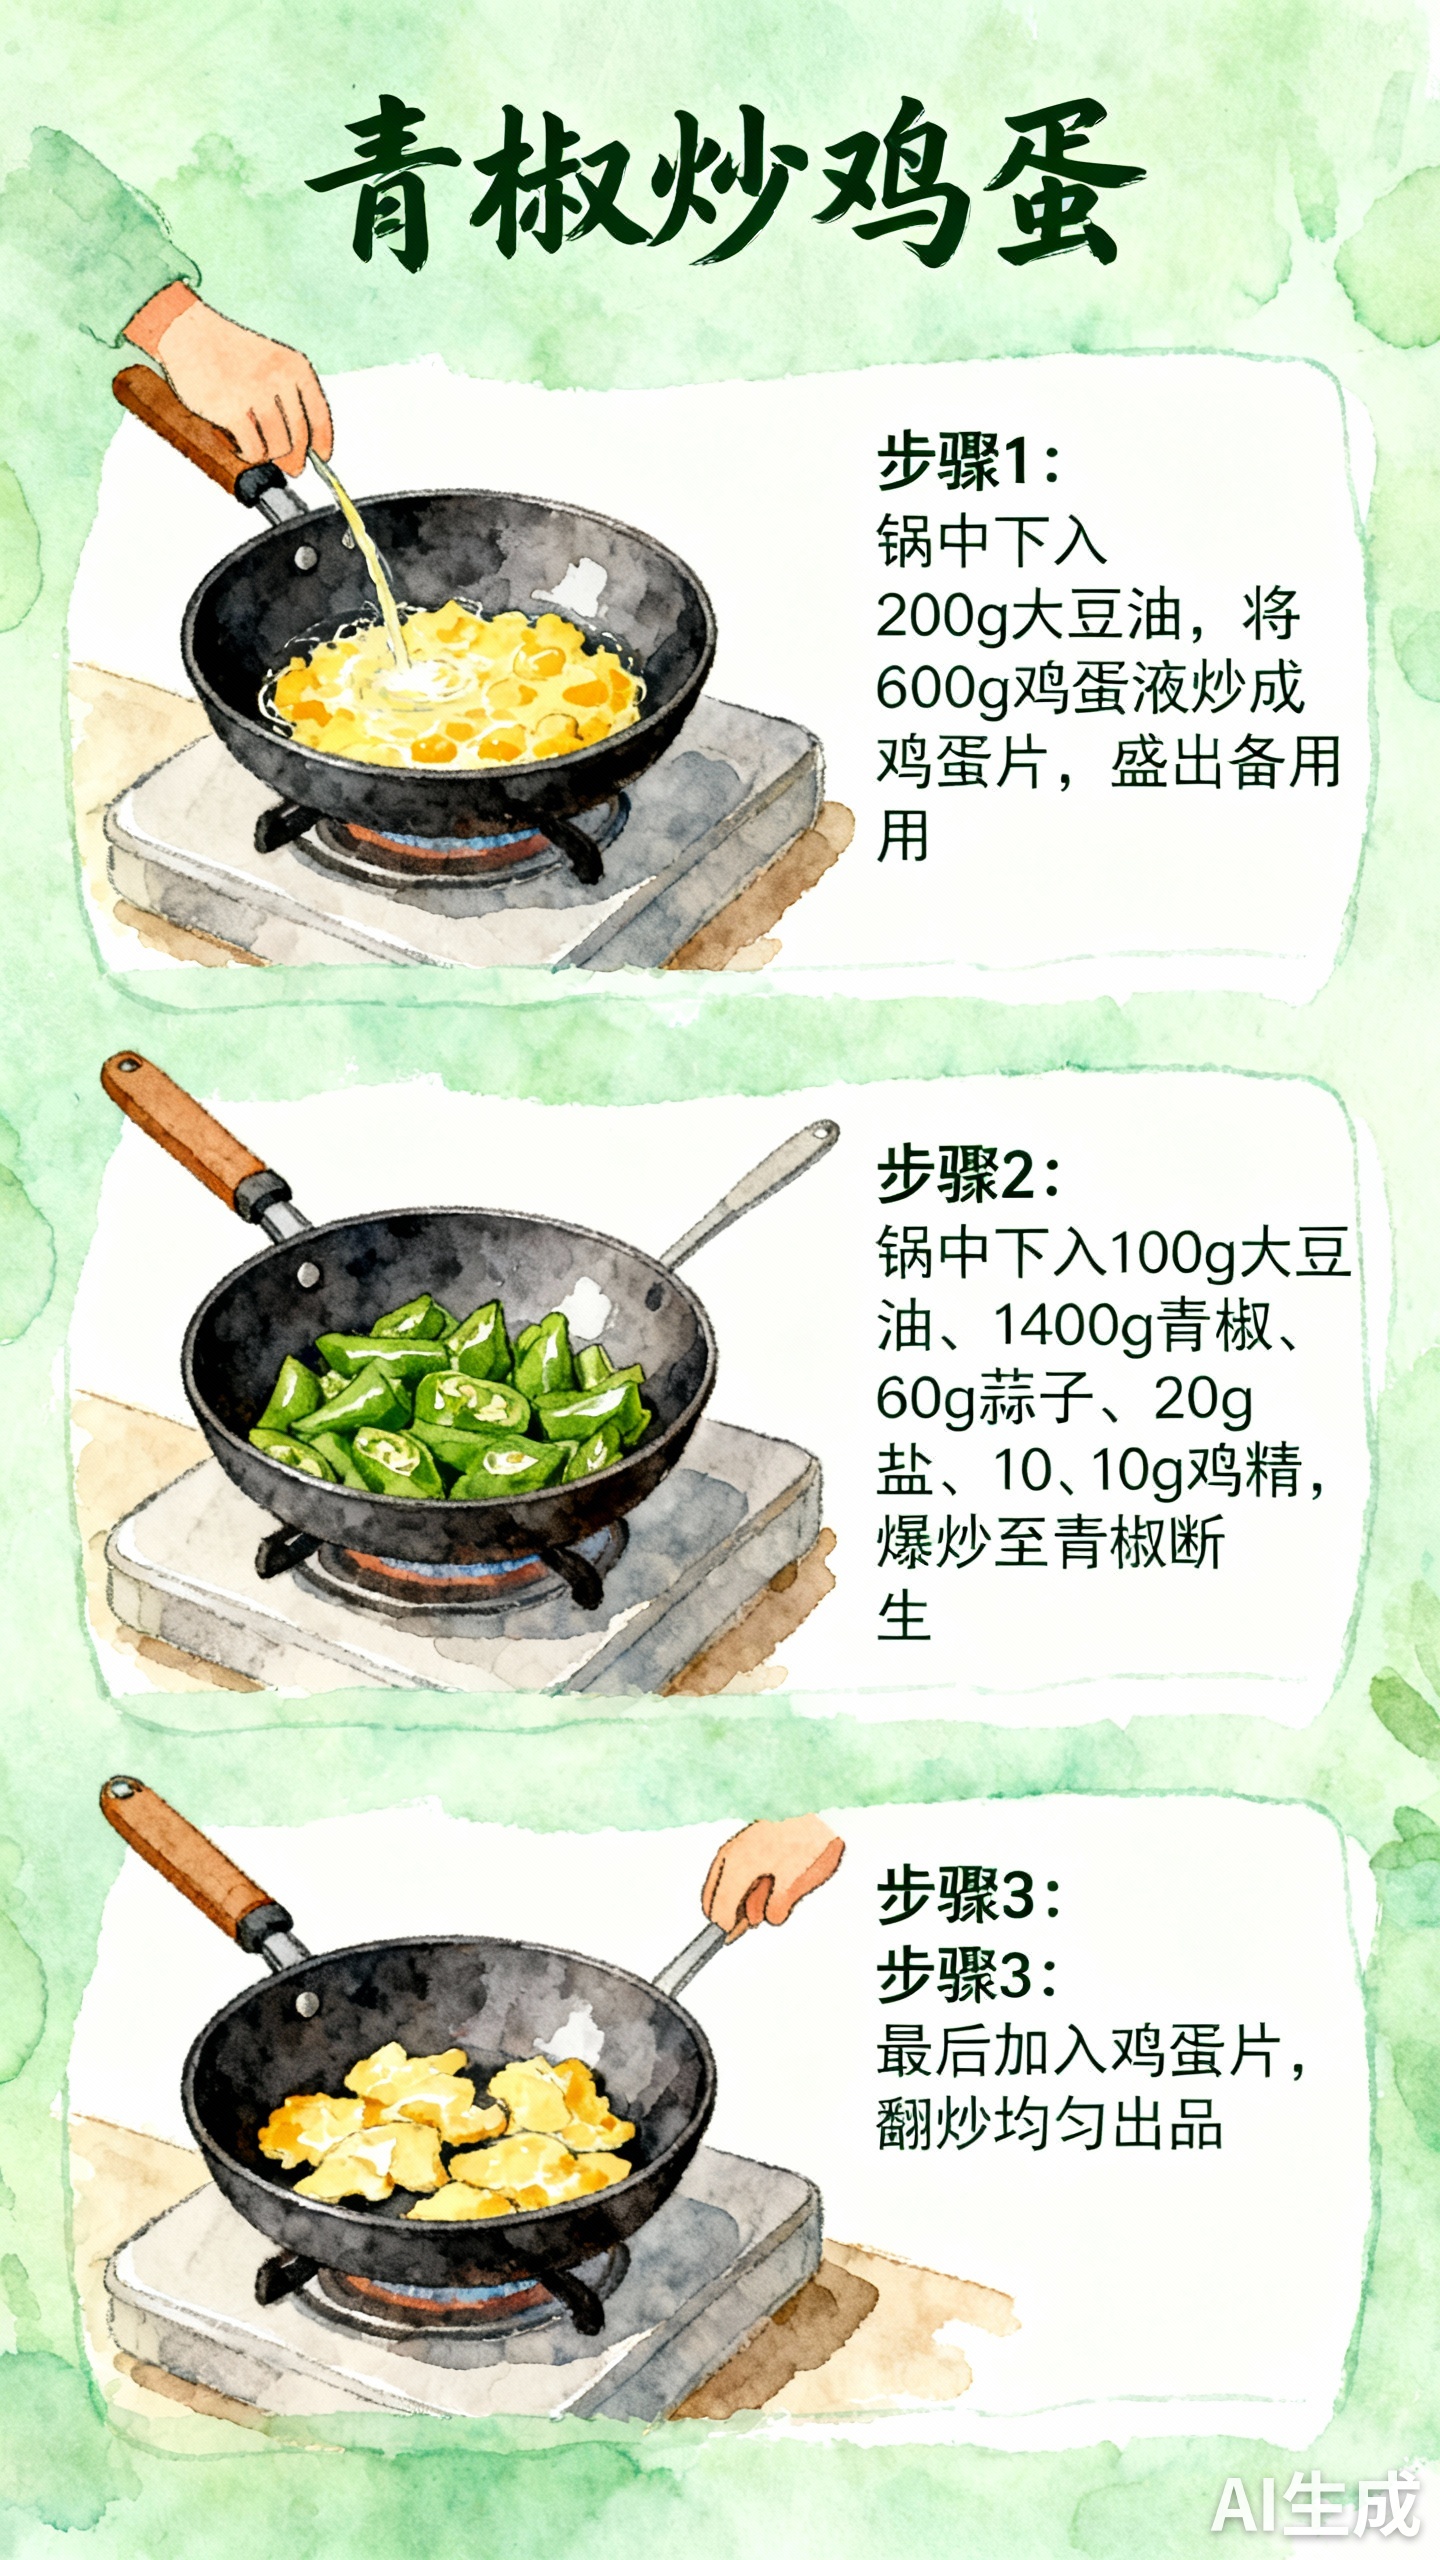 青椒炒鸡蛋
步骤1：
锅中下入
200g大豆油，将
600g鸡蛋液炒成
鸡蛋片，盛出备用
用
步骤2：
锅中下入100g大豆
油、1400g青椒、
60g蒜子、20g
盐、10、10g鸡精，
爆炒至青椒断
生
步骤3：
步骤3：
最后加入鸡蛋片，
翻炒均匀出品
AI生成